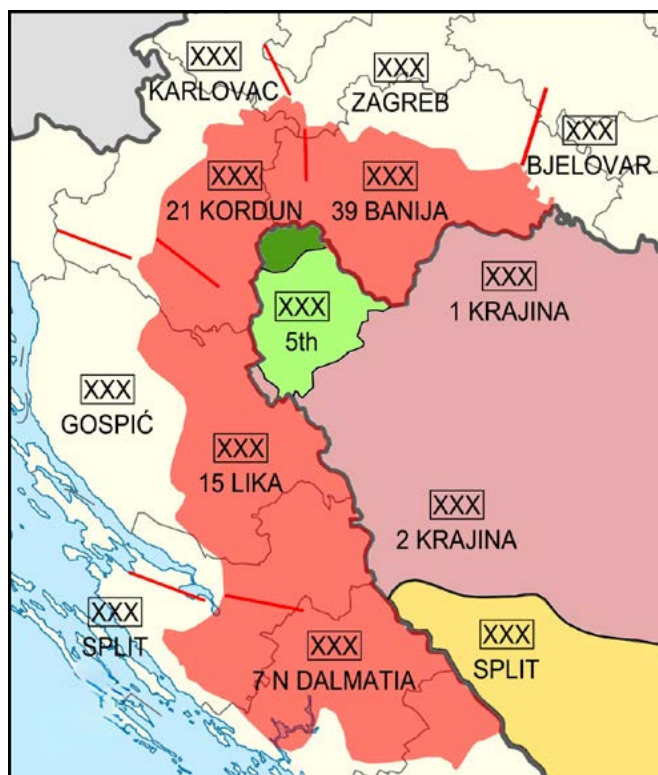 XXX
KARLOVAC
XXX
ZAGREB
XXX
BJELOVAR
XXX
21 KORDUN
XXX
39 BANIJA
XXX
5th
XXX
1 KRAJINA
XXX
GOSPIĆ
XXX
15 LIKA
XXX
2 KRAJINA
XXX
SPLIT
XXX
7 N DALMATIA
XXX
SPLIT